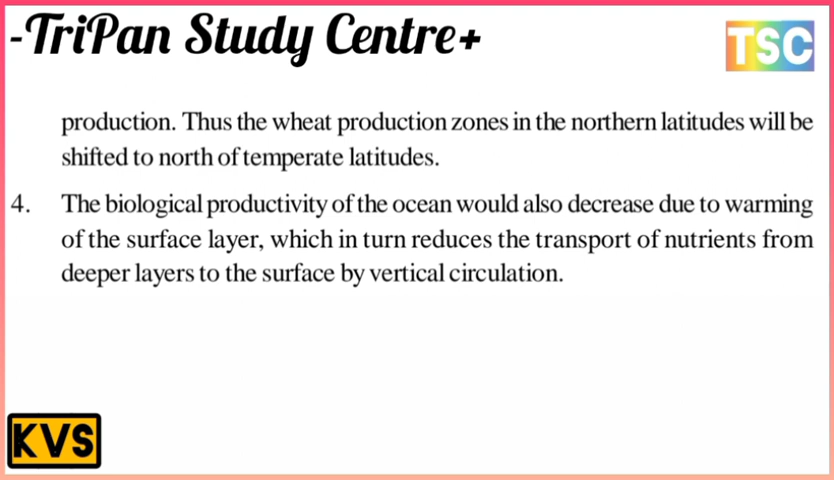 -TriPan Study Centre+
TSC
production. Thus the wheat production zones in the northern latitudes will be
shifted to north of temperate latitudes.
4. The biological productivity of the ocean would also decrease due to warming
of the surface layer, which in turn reduces the transport of nutrients from
deeper layers to the surface by vertical circulation.
KVS